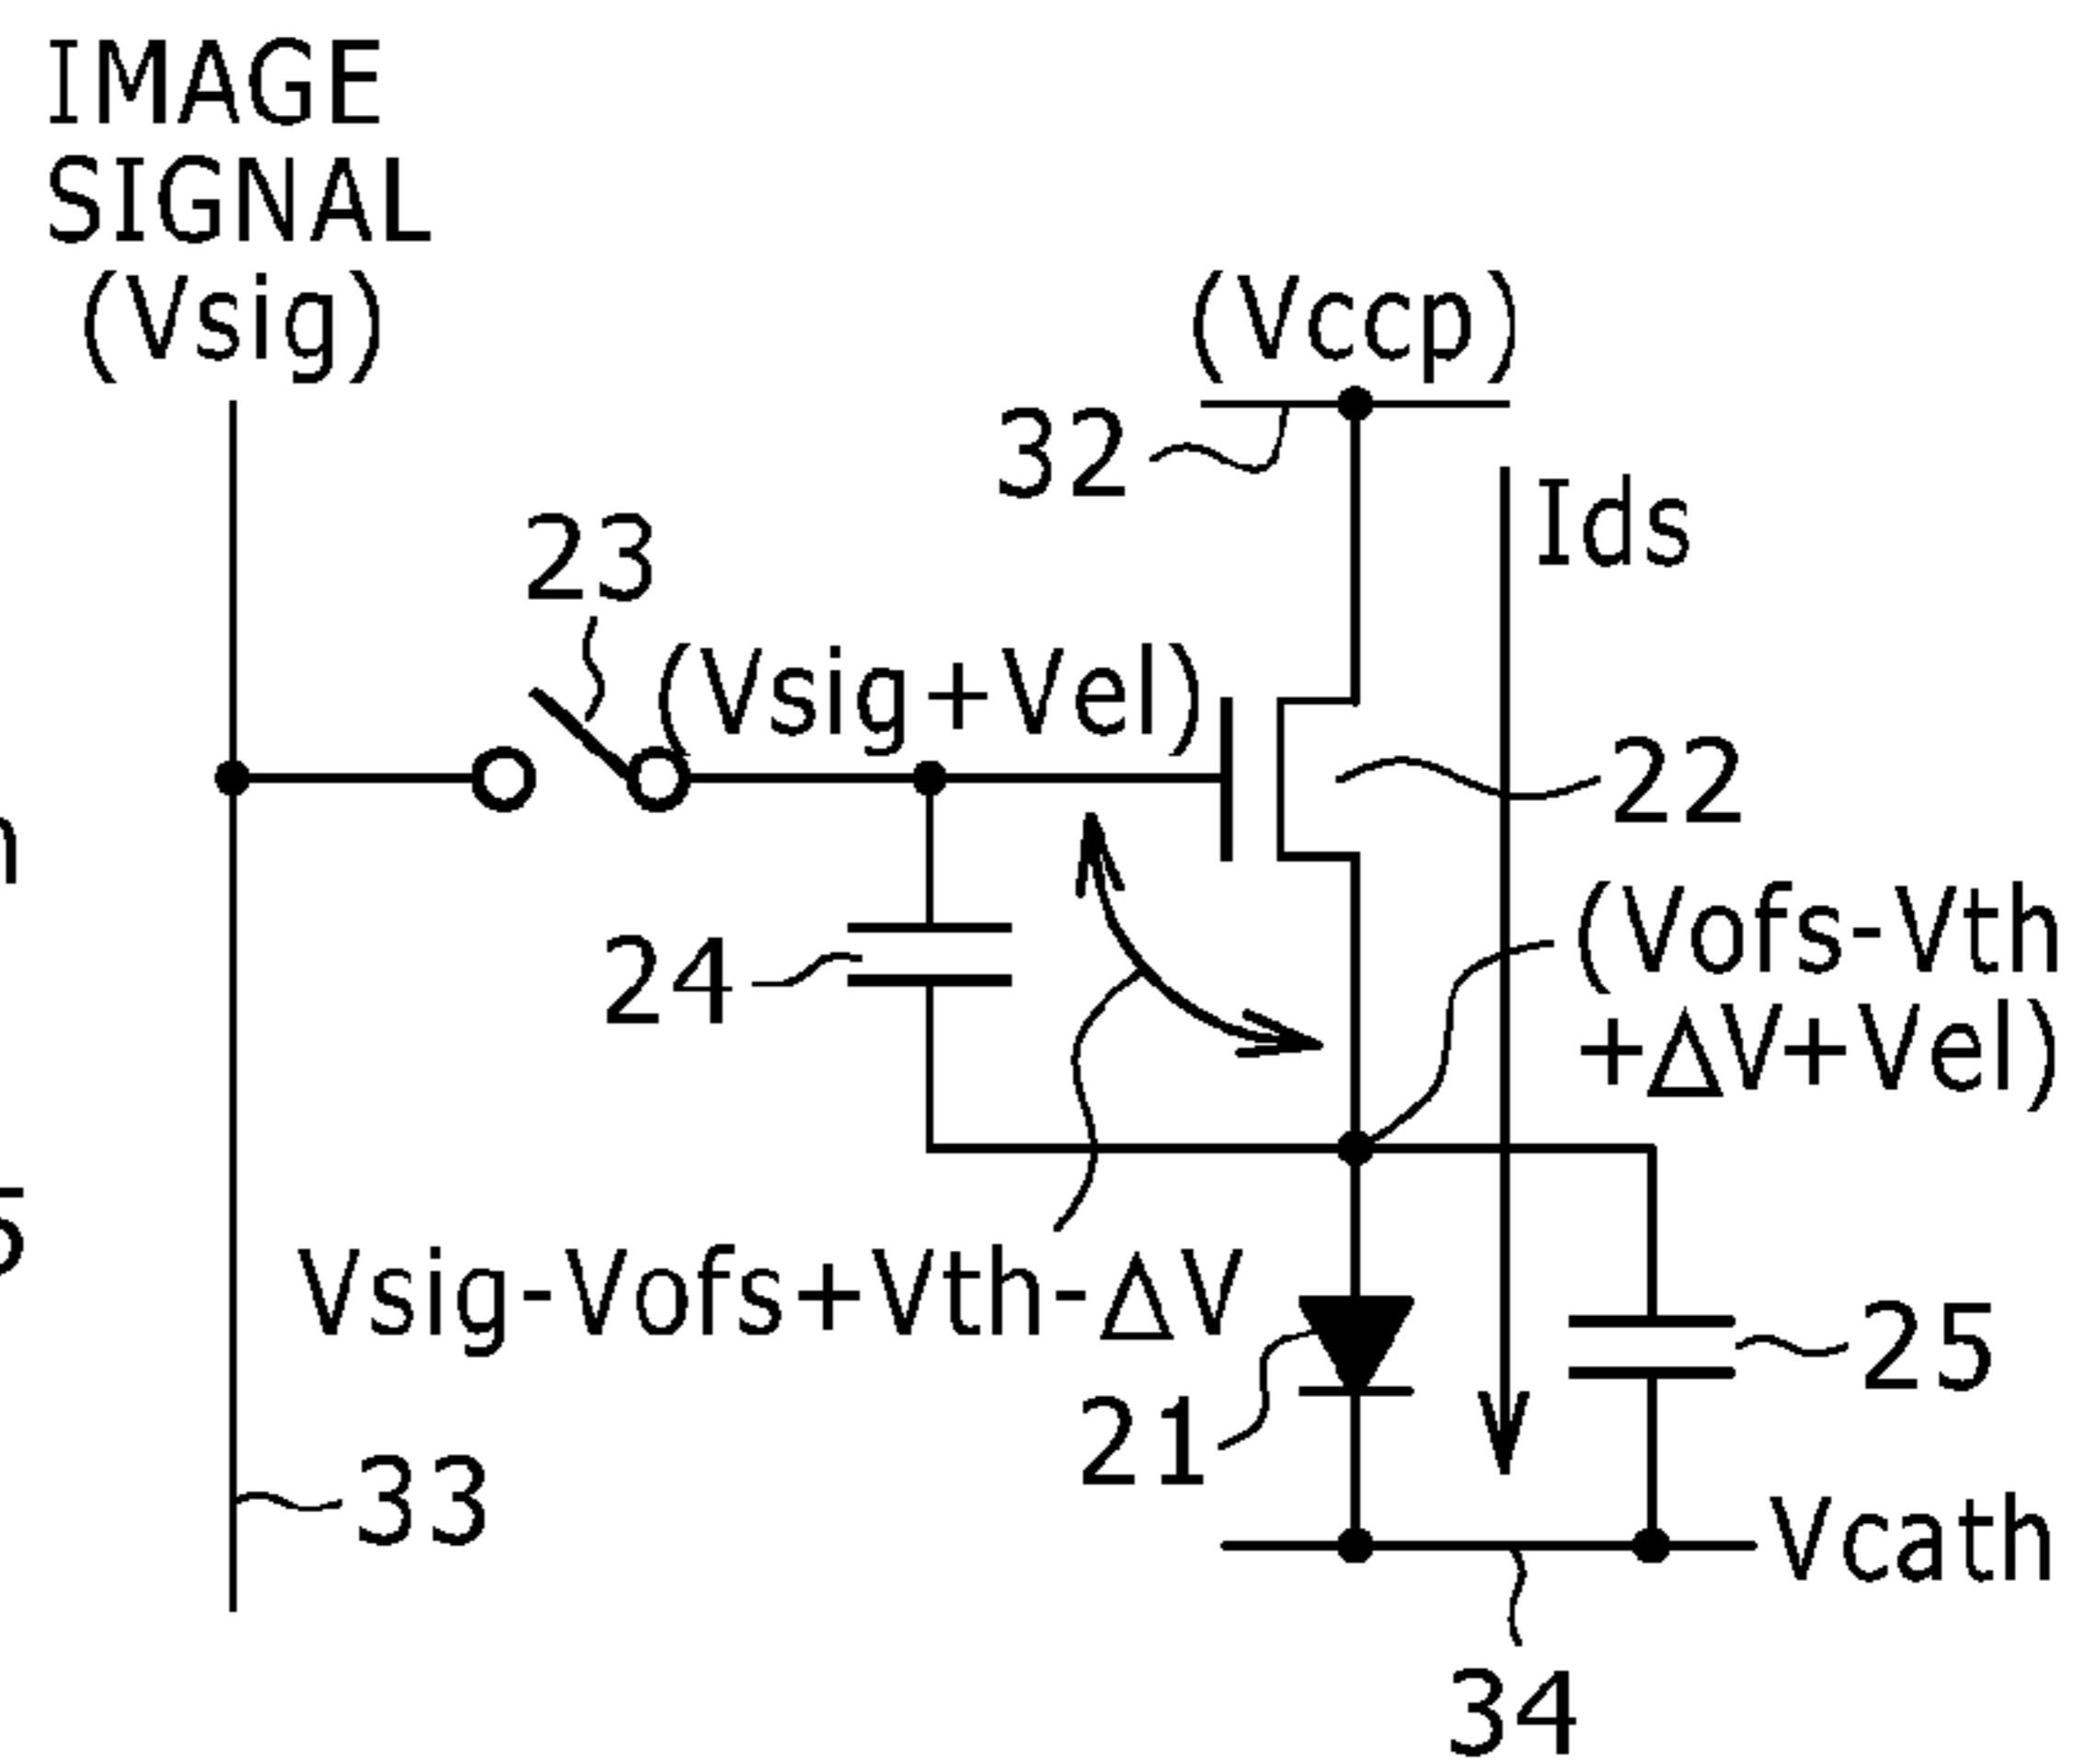 IMAGE
SIGNAL
(Vsig)
(Vccp)
32
Ids
23
(Vsig+Vel)
22
24
(Vofs-Vth
+ΔV+Vel)
Vsig-Vofs+Vth-ΔV
21
25
33
Vcath
34